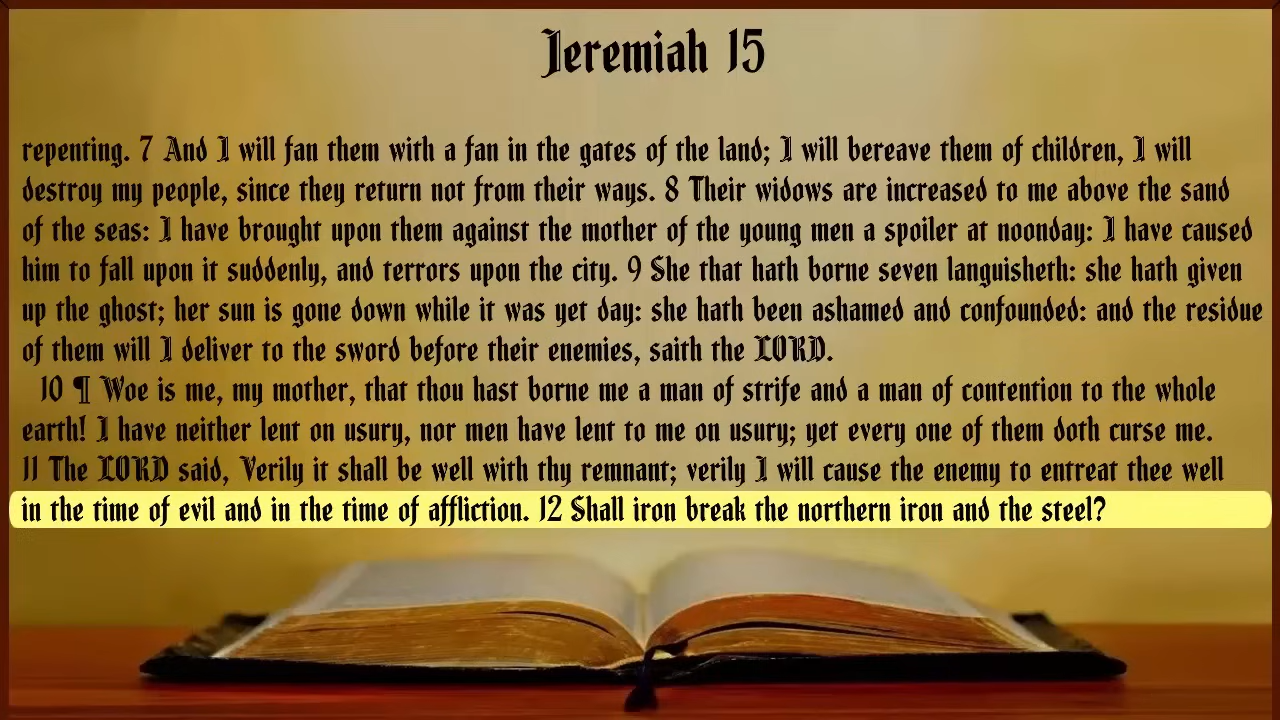 Jeremiah 15
repenting. 7 And I will fan them with a fan in the gates of the land; I will bereave them of children, I will
destroy my people, since they return not from their ways. 8 Their widows are increased to me above the sand
of the seas: I have brought upon them against the mother of the young men a spoiler at noonday: I have caused
him to fall upon it suddenly, and terrors upon the city. 9 She that hath borne seven languisheth: she hath given
up the ghost; her sun is gone down while it was yet day: she hath been ashamed and confounded: and the residue
of them will I deliver to the sword before their enemies, saith the LORD.
10 ¶ Woe is me, my mother, that thou hast borne me a man of strife and a man of contention to the whole
earth! I have neither lent on usury, nor men have lent to me on usury; yet every one of them doth curse me.
11 The LORD said, Verily it shall be well with thy remnant; verily I will cause the enemy to entreat thee well
in the time of evil and in the time of affliction. 12 Shall iron break the northern iron and the steel?